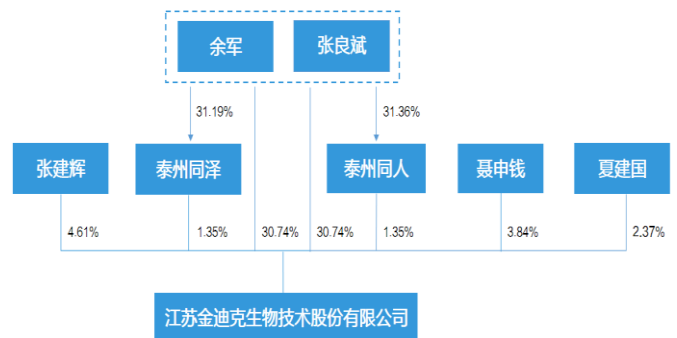 余军
张良斌
31.19%
31.36%
张建辉
泰州同泽
泰州同人
聂申钱
夏建国
4.61%
1.35%
30.74%
30.74%
1.35%
3.84%
2.37%
江苏金迪克生物技术股份有限公司